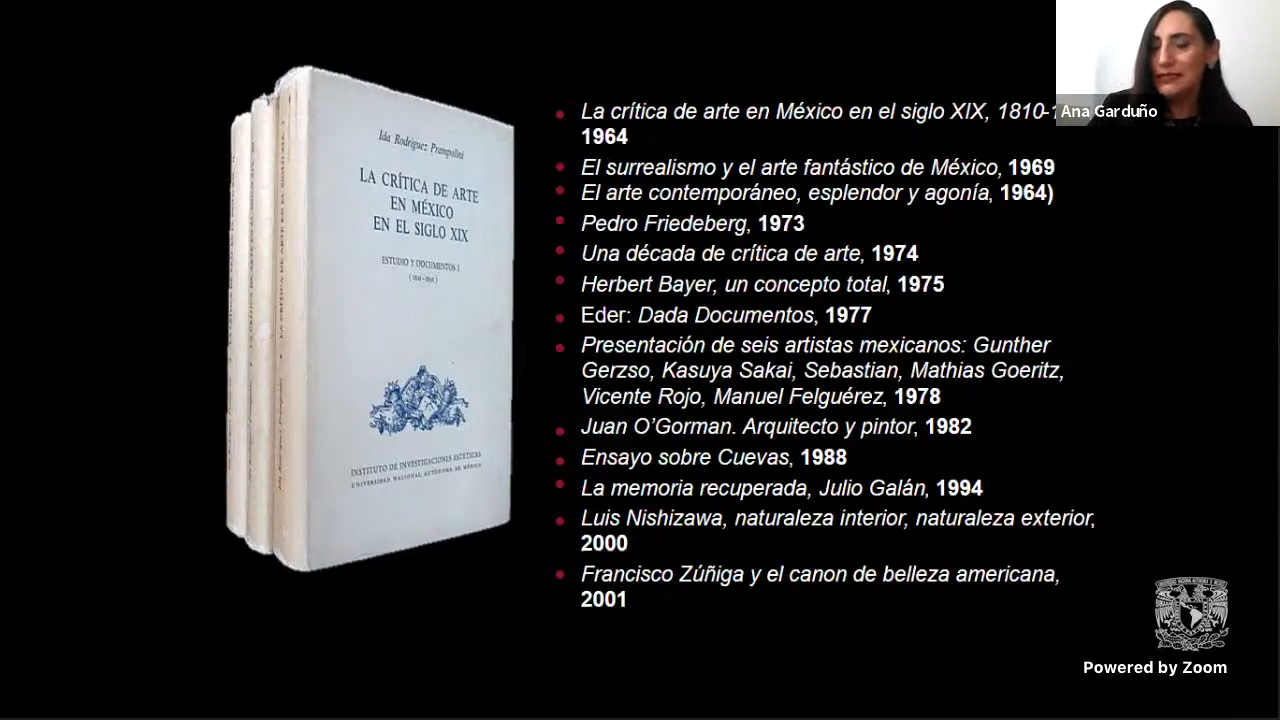 Ana Garduño
Ida Rodríguez Prampolini
LA CRÍTICA DE ARTE
EN MÉXICO
EN EL SIGLO XIX
ESTUDIO Y DOCUMENTOS I
INSTITUTO DE INVESTIGACIONES ESTÉTICAS
UNIVERSIDAD NACIONAL AUTÓNOMA DE MÉXICO
La crítica de arte en México en el siglo XIX, 1810-
1964
El surrealismo y el arte fantástico de México, 1969
El arte contemporáneo, esplendor y agonía, 1964)
Pedro Friedeberg, 1973
Una década de crítica de arte, 1974
Herbert Bayer, un concepto total, 1975
Eder: Dada Documentos, 1977
Presentación de seis artistas mexicanos: Gunther
Gerzso, Kasuya Sakai, Sebastian, Mathias Goeritz,
Vicente Rojo, Manuel Felguérez, 1978
Juan O’Gorman. Arquitecto y pintor, 1982
Ensayo sobre Cuevas, 1988
La memoria recuperada, Julio Galán, 1994
Luis Nishizawa, naturaleza interior, naturaleza exterior,
2000
Francisco Zúñiga y el canon de belleza americana,
2001
Powered by Zoom